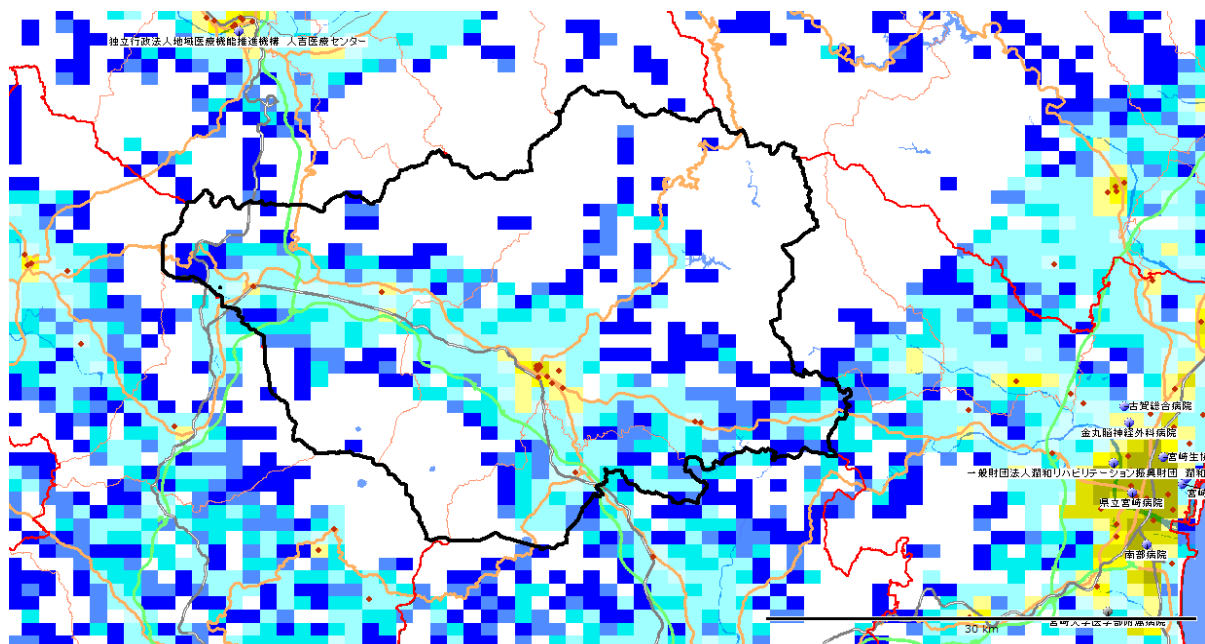 独立行政法人地域医療機能推進機構 人吉医療センター
古賀総合病院
金丸脳神経外科病院
宮崎生協
一般財団法人潤和リハビリテーション振興財団 潤和
宮崎
県立宮崎病院
南部病院
宮崎大学医学部附属病院
30 km